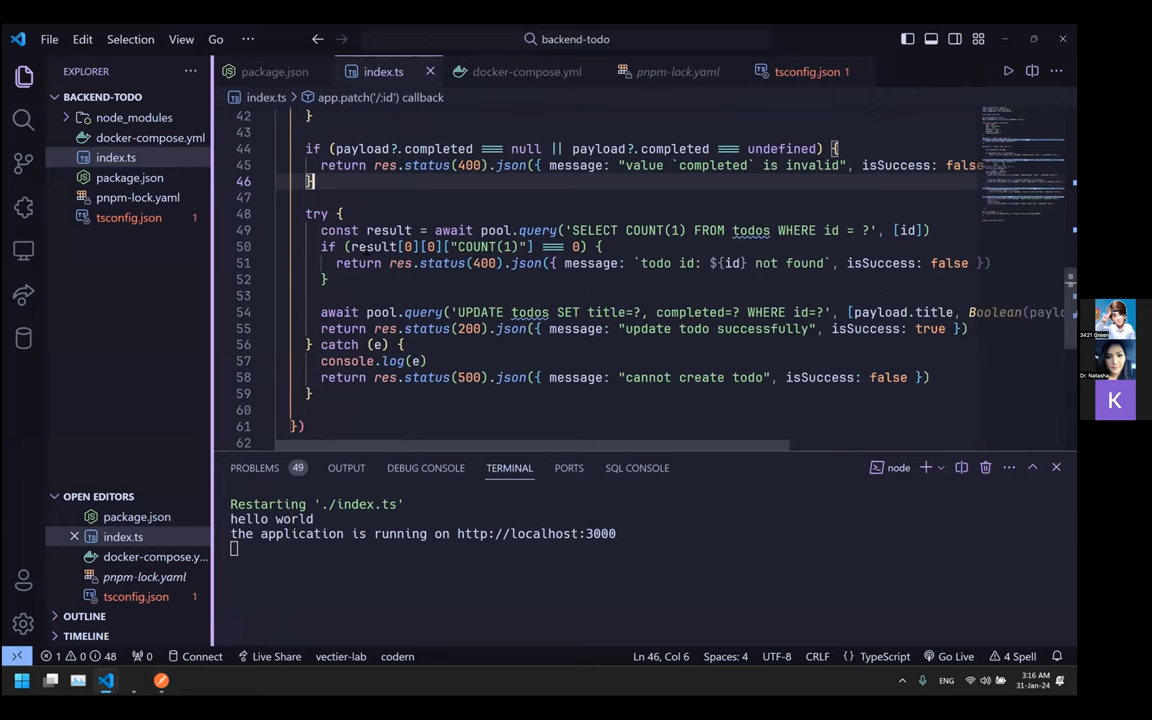 File Edit Selection View Go ··· backend-todo
EXPLORER ···
BACKEND-TODO
node_modules
docker-compose.yml
index.ts
package.json
pnpm-lock.yaml
tsconfig.json 1
OPEN EDITORS
package.json
index.ts
docker-compose.y...
pnpm-lock.yaml
tsconfig.json 1
OUTLINE
TIMELINE
package.json index.ts docker-compose.yml pnpm-lock.yaml tsconfig.json 1
index.ts > app.patch('/:id') callback
42 }
43
44 if (payload?.completed === null || payload?.completed === undefined) {
45 return res.status(400).json({ message: "value `completed` is invalid", isSuccess: false
46 }
47
48 try {
49 const result = await pool.query('SELECT COUNT(1) FROM todos WHERE id = ?', [id])
50 if (result[0][0]["COUNT(1)"] === 0) {
51 return res.status(400).json({ message: `todo id: ${id} not found`, isSuccess: false })
52 }
53
54 await pool.query('UPDATE todos SET title=?, completed=? WHERE id=?', [payload.title, Boolean(paylo
55 return res.status(200).json({ message: "update todo successfully", isSuccess: true })
56 } catch (e) {
57 console.log(e)
58 return res.status(500).json({ message: "cannot create todo", isSuccess: false })
59 }
60
61 })
62
PROBLEMS 49 OUTPUT DEBUG CONSOLE TERMINAL PORTS SQL CONSOLE node
Restarting './index.ts'
hello world
the application is running on http://localhost:3000
3421 Green
Dr. Natasha
K
1 0 48 0 Connect Live Share vectier-lab codern Ln 46, Col 6 Spaces: 4 UTF-8 CRLF TypeScript Go Live 4 Spell
ENG 3:16 AM
31-Jan-24